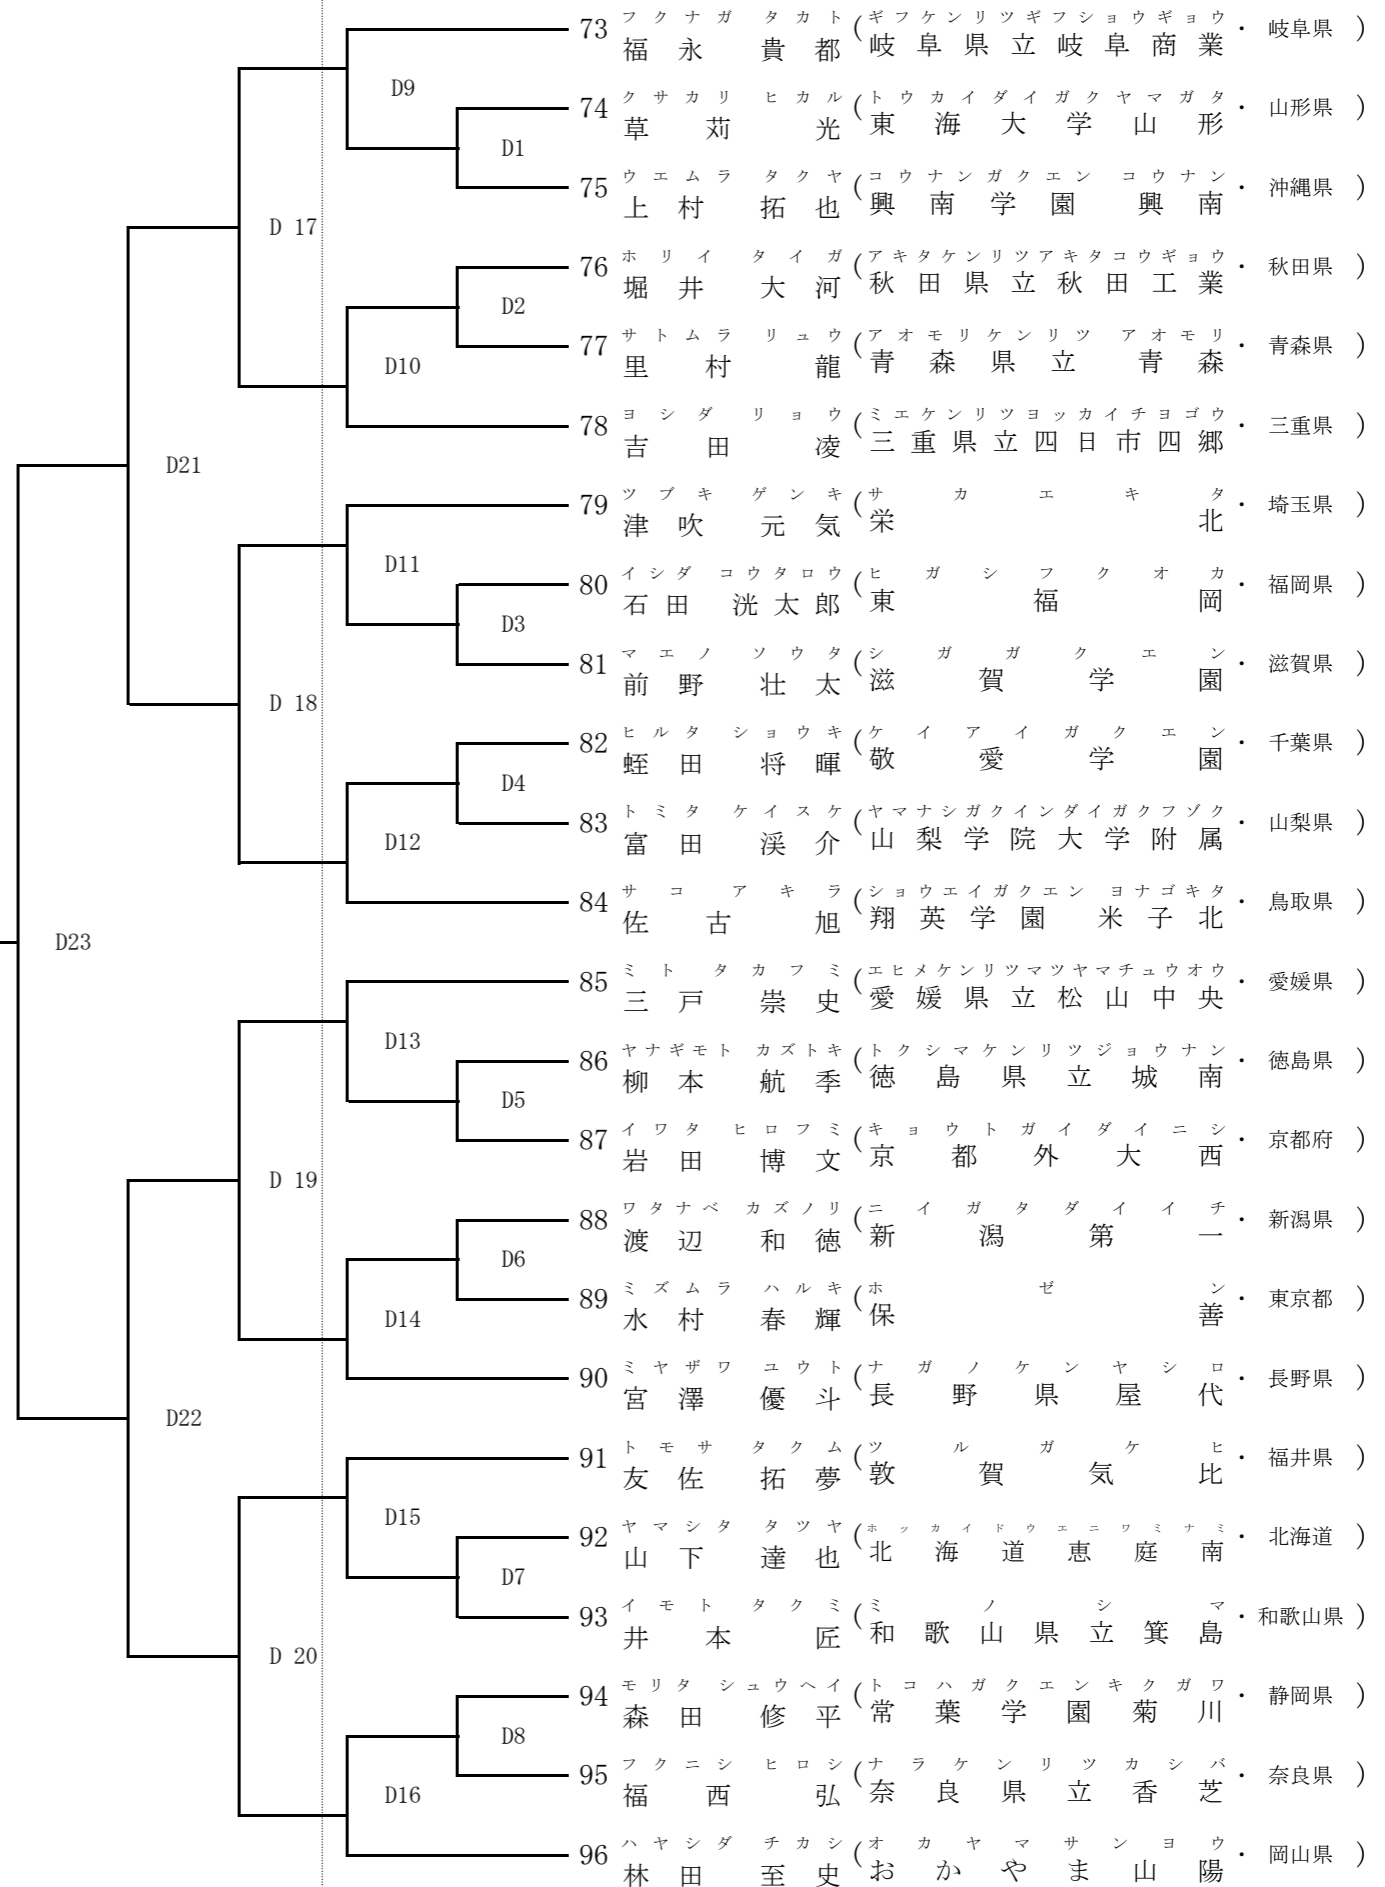 フクナガ タカト ギフケンリツギフショウギョウ
73 福永 貴都 (岐阜県立岐阜商業・岐阜県)
D9
クサカリ ヒカル トウカイダイガクヤマガタ
74 草苅 光 (東海大学山形・山形県)
D1
ウエムラ タクヤ コウナンガクエン コウナン
75 上村 拓也 (興南学園 興南・沖縄県)
D 17
ホリイ タイガ アキタケンリツアキタコウギョウ
76 堀井 大河 (秋田県立秋田工業・秋田県)
D2
サトムラ リュウ アオモリケンリツ アオモリ
77 里村 龍 (青森県立 青森・青森県)
D10
ヨシダ リョウ ミエケンリツヨッカイチヨゴウ
78 吉田 凌 (三重県立四日市四郷・三重県)
D21
ツブキ ゲンキ サカエキタ
79 津吹 元気 (栄北・埼玉県)
D11
イシダ コウタロウ ヒガシフクオカ
80 石田 洸太郎 (東福岡・福岡県)
D3
マエノ ソウタ シガガクエン
81 前野 壮太 (滋賀学園・滋賀県)
D 18
ヒルタ ショウキ ケイアイガクエン
82 蛭田 将暉 (敬愛学園・千葉県)
D4
トミタ ケイスケ ヤマナシガクインダイガクフゾク
83 富田 渓介 (山梨学院大学附属・山梨県)
D12
サコ アキラ ショウエイガクエン ヨナゴキタ
84 佐古 旭 (翔英学園 米子北・鳥取県)
D23
ミト タカフミ エヒメケンリツマツヤマチュウオウ
85 三戸 崇史 (愛媛県立松山中央・愛媛県)
D13
ヤナギモト カズトキ トクシマケンリツジョウナン
86 柳本 航季 (徳島県立城南・徳島県)
D5
イワタ ヒロフミ キョウトガイダイニシ
87 岩田 博文 (京都外大西・京都府)
D 19
ワタナベ カズノリ ニイガタダイイチ
88 渡辺 和徳 (新潟第一・新潟県)
D6
ミズムラ ハルキ ホゼン
89 水村 春輝 (保善・東京都)
D14
ミヤザワ ユウト ナガノケンヤシロ
90 宮澤 優斗 (長野県屋代・長野県)
D22
トモサ タクム ツルガケヒ
91 友佐 拓夢 (敦賀気比・福井県)
D15
ヤマシタ タツヤ ホッカイドウエニワミナミ
92 山下 達也 (北海道恵庭南・北海道)
D7
イモト タクミ ミノシマ
93 井本 匠 (和歌山県立箕島・和歌山県)
D 20
モリタ シュウヘイ トコハガクエンキクガワ
94 森田 修平 (常葉学園菊川・静岡県)
D8
フクニシ ヒロシ ナラケンリツカシバ
95 福西 弘 (奈良県立香芝・奈良県)
D16
ハヤシダ チカシ オカヤマサンヨウ
96 林田 至史 (おかやま山陽・岡山県)